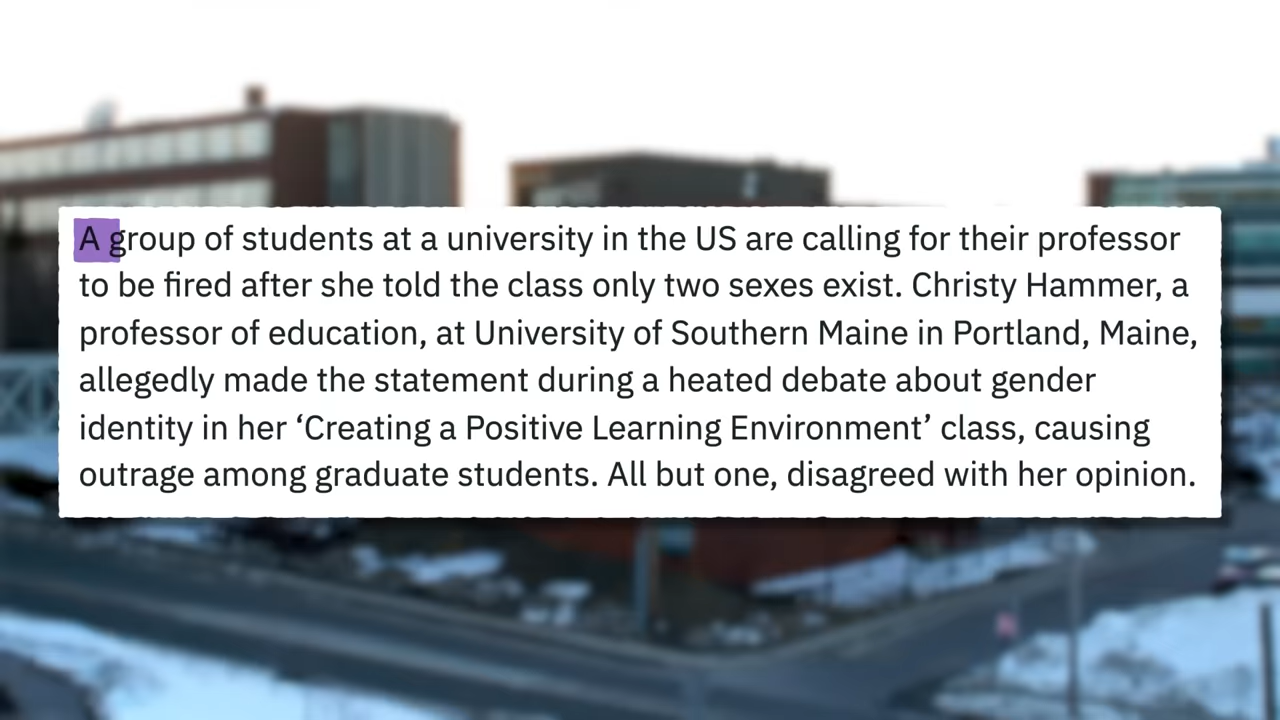 A group of students at a university in the US are calling for their professor
to be fired after she told the class only two sexes exist. Christy Hammer, a
professor of education, at University of Southern Maine in Portland, Maine,
allegedly made the statement during a heated debate about gender
identity in her ‘Creating a Positive Learning Environment’ class, causing
outrage among graduate students. All but one, disagreed with her opinion.